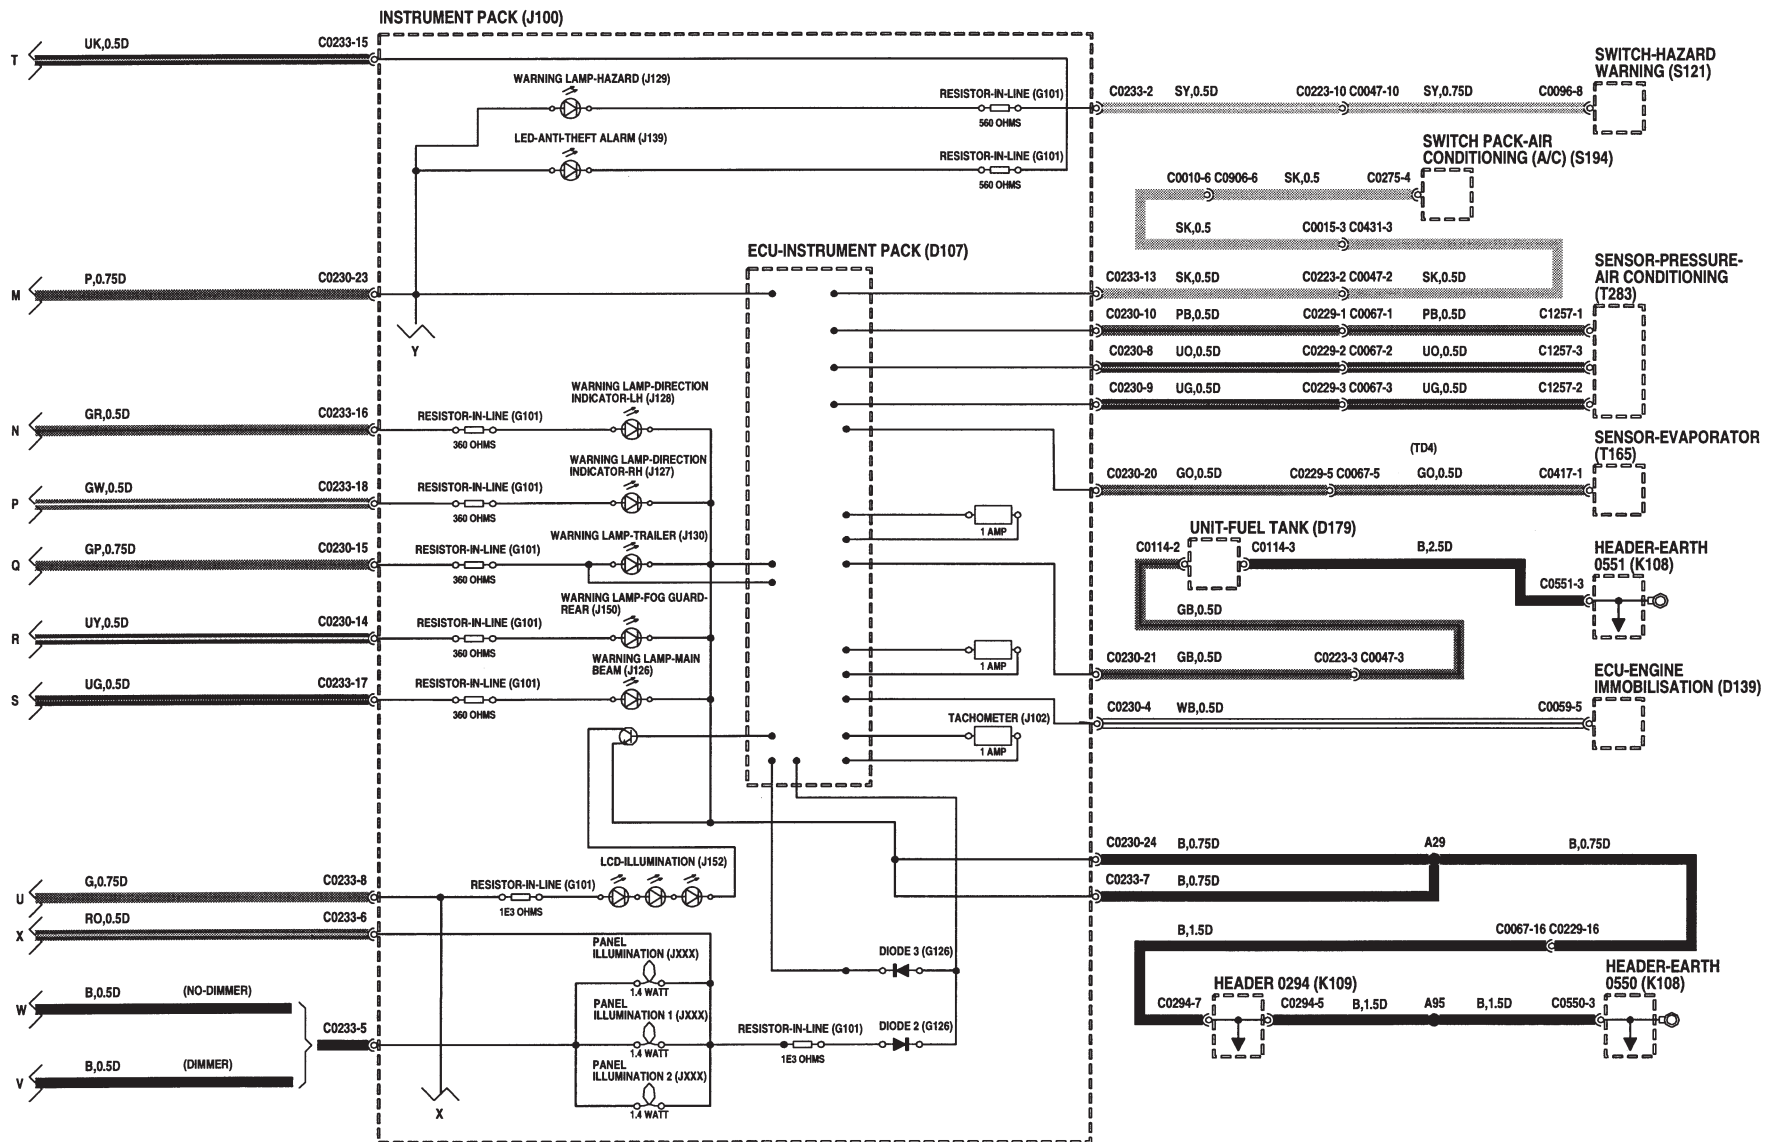 INSTRUMENT PACK (J100)
T
UK,0.5D
C0233-15
WARNING LAMP-HAZARD (J129)
RESISTOR-IN-LINE (G101)
560 OHMS
LED-ANTI-THEFT ALARM (J139)
RESISTOR-IN-LINE (G101)
560 OHMS
C0233-2
SY,0.5D
C0223-10 C0047-10
SY,0.75D
C0096-8
SWITCH-HAZARD
WARNING (S121)
SWITCH PACK-AIR
CONDITIONING (A/C) (S194)
C0010-6 C0906-6
SK,0.5
C0275-4
SK,0.5
C0015-3 C0431-3
ECU-INSTRUMENT PACK (D107)
M
P,0.75D
C0230-23
Y
C0233-13
SK,0.5D
C0223-2 C0047-2
SK,0.5D
SENSOR-PRESSURE-
AIR CONDITIONING
(T283)
C0230-10
PB,0.5D
C0229-1 C0067-1
PB,0.5D
C1257-1
C0230-8
UO,0.5D
C0229-2 C0067-2
UO,0.5D
C1257-3
C0230-9
UG,0.5D
C0229-3 C0067-3
UG,0.5D
C1257-2
N
GR,0.5D
C0233-16
RESISTOR-IN-LINE (G101)
360 OHMS
WARNING LAMP-DIRECTION
INDICATOR-LH (J128)
P
GW,0.5D
C0233-18
RESISTOR-IN-LINE (G101)
360 OHMS
WARNING LAMP-DIRECTION
INDICATOR-RH (J127)
SENSOR-EVAPORATOR
(T165)
(TD4)
C0230-20
GO,0.5D
C0229-5 C0067-5
GO,0.5D
C0417-1
1 AMP
Q
GP,0.75D
C0230-15
RESISTOR-IN-LINE (G101)
360 OHMS
WARNING LAMP-TRAILER (J130)
UNIT-FUEL TANK (D179)
C0114-2
C0114-3
B,2.5D
HEADER-EARTH
0551 (K108)
C0551-3
GB,0.5D
R
UY,0.5D
C0230-14
RESISTOR-IN-LINE (G101)
360 OHMS
WARNING LAMP-FOG GUARD-
REAR (J150)
1 AMP
C0230-21
GB,0.5D
C0223-3 C0047-3
S
UG,0.5D
C0233-17
RESISTOR-IN-LINE (G101)
360 OHMS
WARNING LAMP-MAIN
BEAM (J126)
ECU-ENGINE
IMMOBILISATION (D139)
C0230-4
WB,0.5D
C0059-5
TACHOMETER (J102)
1 AMP
C0230-24
B,0.75D
A29
B,0.75D
C0233-7
B,0.75D
U
G,0.75D
C0233-8
RESISTOR-IN-LINE (G101)
1E3 OHMS
LCD-ILLUMINATION (J152)
X
RO,0.5D
C0233-6
B,1.5D
C0067-16 C0229-16
PANEL
ILLUMINATION (JXXX)
1.4 WATT
DIODE 3 (G126)
W
B,0.5D
(NO-DIMMER)
HEADER 0294 (K109)
HEADER-EARTH
0550 (K108)
C0294-7
C0294-5
B,1.5D
A95
B,1.5D
C0550-3
C0233-5
PANEL
ILLUMINATION 1 (JXXX)
1.4 WATT
RESISTOR-IN-LINE (G101)
1E3 OHMS
DIODE 2 (G126)
V
B,0.5D
(DIMMER)
X
PANEL
ILLUMINATION 2 (JXXX)
1.4 WATT